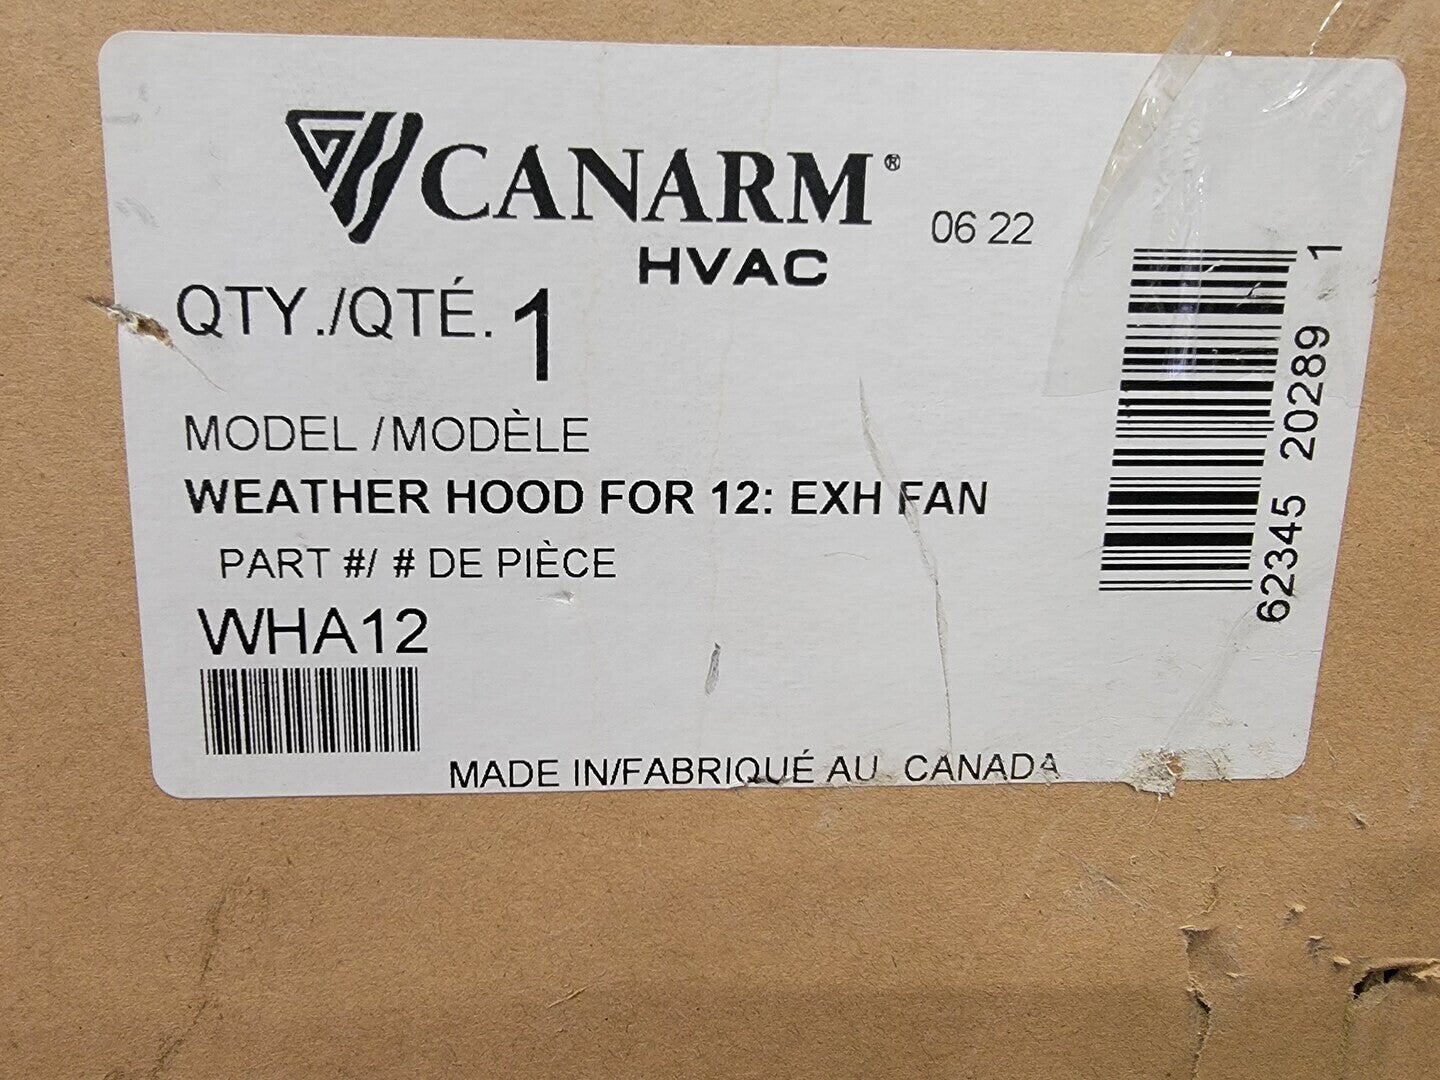 CANARM®
HVAC
06 22
QTY./QTÉ. 1
MODEL /MODÈLE
WEATHER HOOD FOR 12: EXH FAN
PART #/ # DE PIÈCE
WHA12
MADE IN/FABRIQUÉ AU CANADA
62345 20289 1